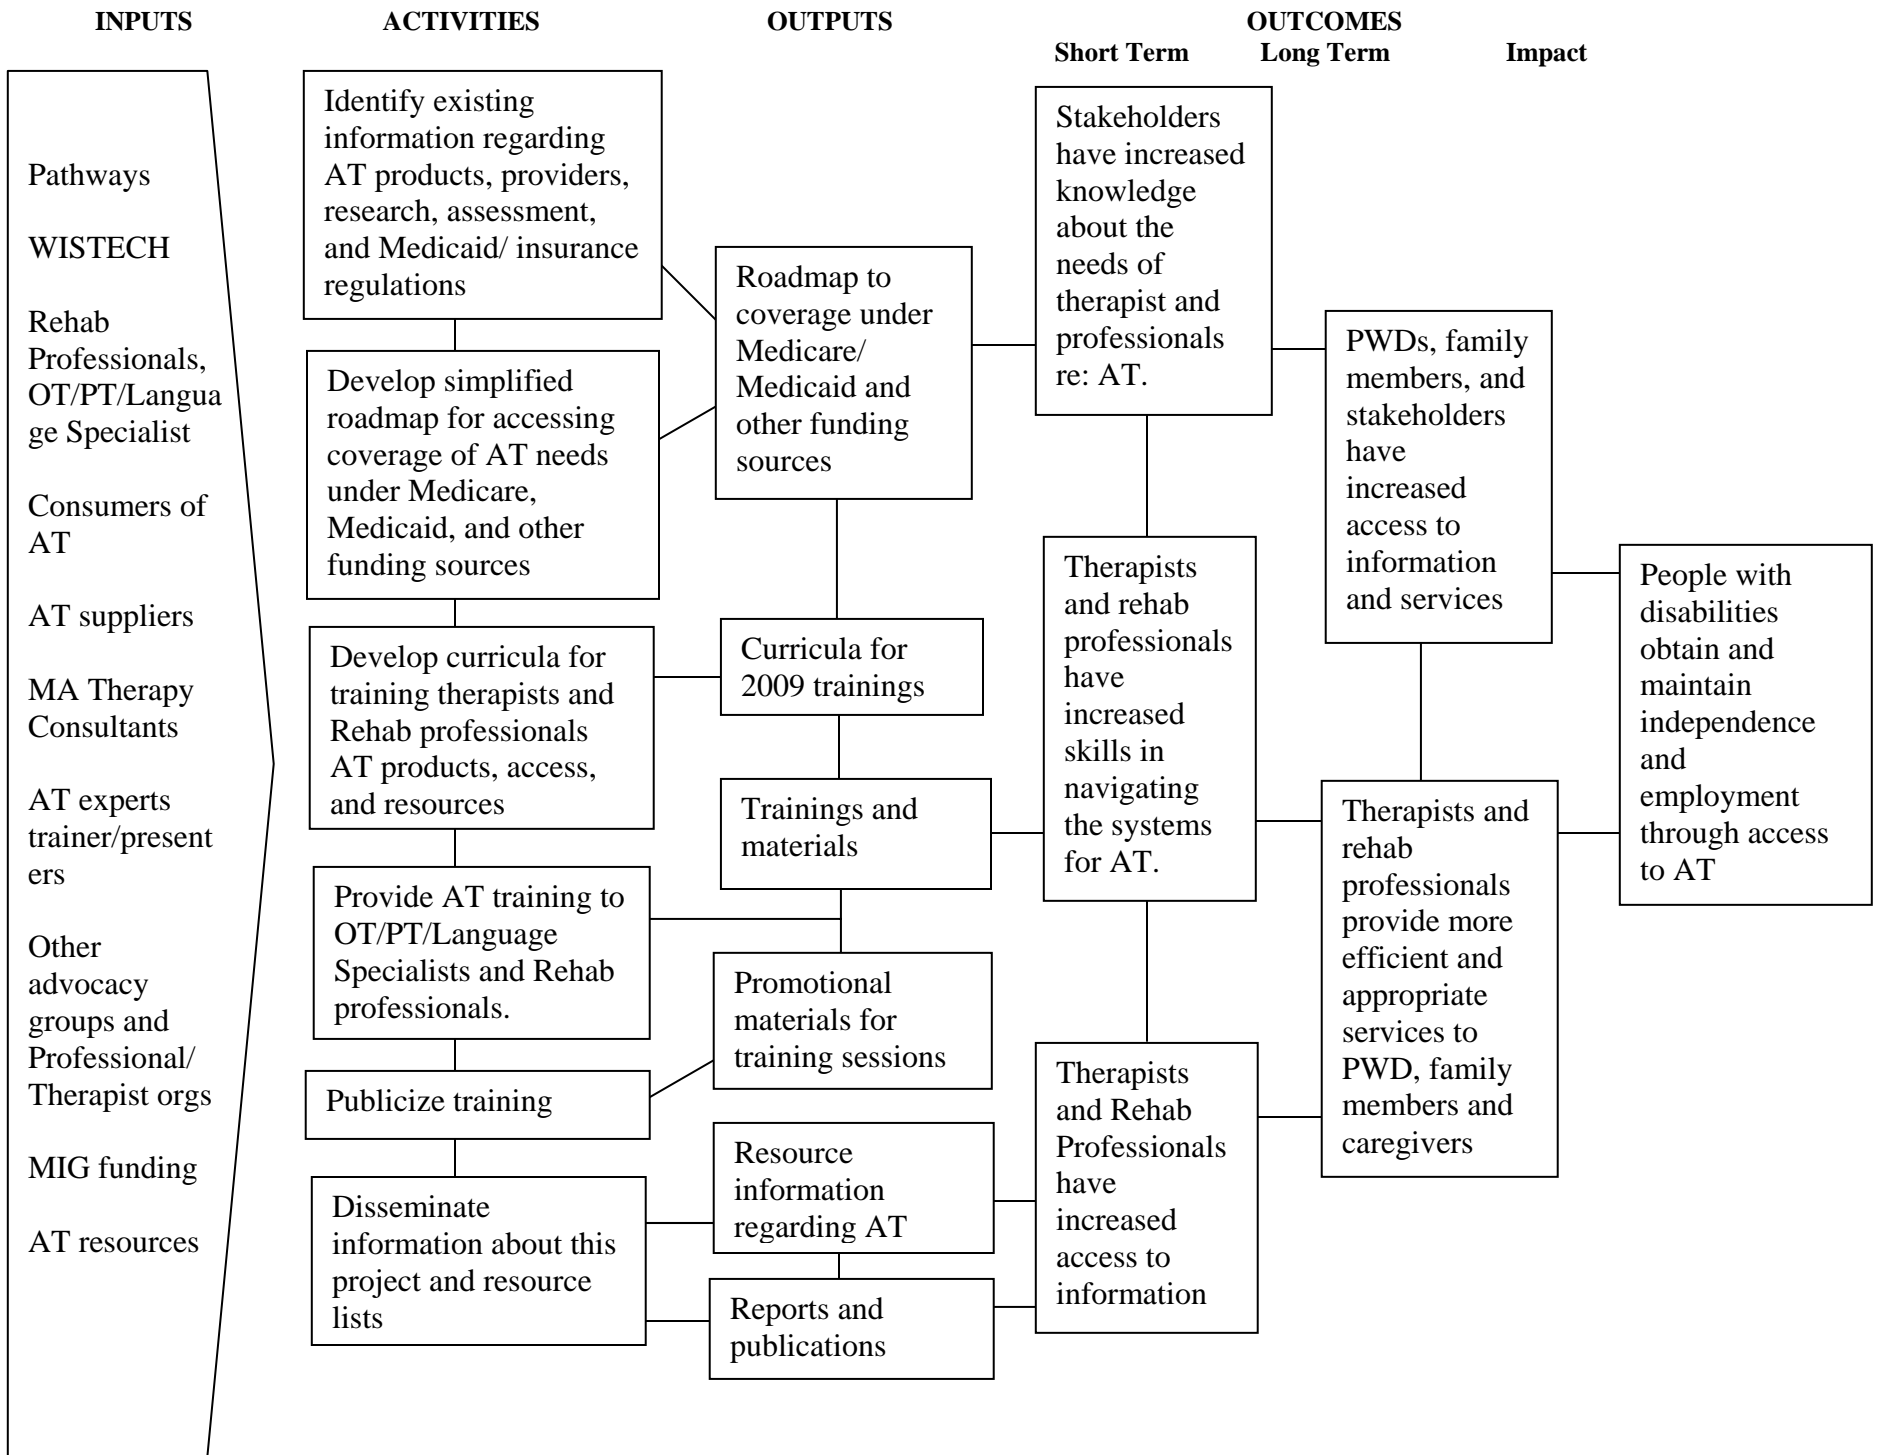 INPUTS
ACTIVITIES
OUTPUTS
OUTCOMES
Short Term
Long Term
Impact
Pathways
WISTECH
Rehab
Professionals,
OT/PT/Langua
ge Specialist
Consumers of
AT
AT suppliers
MA Therapy
Consultants
AT experts
trainer/present
ers
Other
advocacy
groups and
Professional/
Therapist orgs
MIG funding
AT resources
Identify existing
information regarding
AT products, providers,
research, assessment,
and Medicaid/ insurance
regulations
Develop simplified
roadmap for accessing
coverage of AT needs
under Medicare,
Medicaid, and other
funding sources
Develop curricula for
training therapists and
Rehab professionals
AT products, access,
and resources
Provide AT training to
OT/PT/Language
Specialists and Rehab
professionals.
Publicize training
Disseminate
information about this
project and resource
lists
Roadmap to
coverage under
Medicare/
Medicaid and
other funding
sources
Curricula for
2009 trainings
Trainings and
materials
Promotional
materials for
training sessions
Resource
information
regarding AT
Reports and
publications
Stakeholders
have increased
knowledge
about the
needs of
therapist and
professionals
re: AT.
Therapists
and rehab
professionals
have
increased
skills in
navigating
the systems
for AT.
Therapists
and Rehab
Professionals
have
increased
access to
information
PWDs, family
members, and
stakeholders
have
increased
access to
information
and services
Therapists and
rehab
professionals
provide more
efficient and
appropriate
services to
PWD, family
members and
caregivers
People with
disabilities
obtain and
maintain
independence
and
employment
through access
to AT